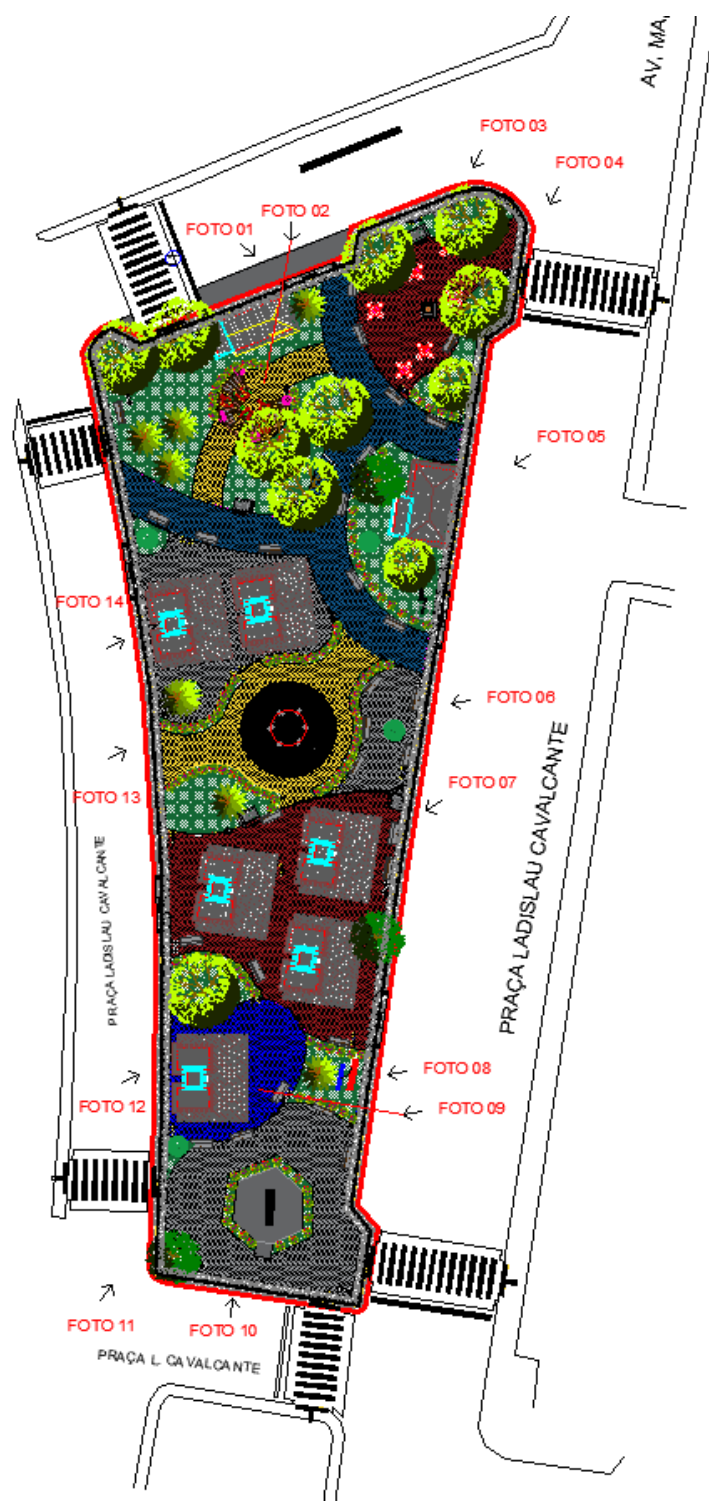 AV. MA.
FOTO 03
FOTO 04
FOTO 02
FOTO 01
FOTO 05
FOTO 14
FOTO 06
FOTO 07
FOTO 13
PRAÇA LADISLAU CAVALCANTE
PRAÇA LADISLAU CAVALCANTE
FOTO 08
FOTO 12
FOTO 09
FOTO 11
FOTO 10
PRAÇA L. CAVALCANTE